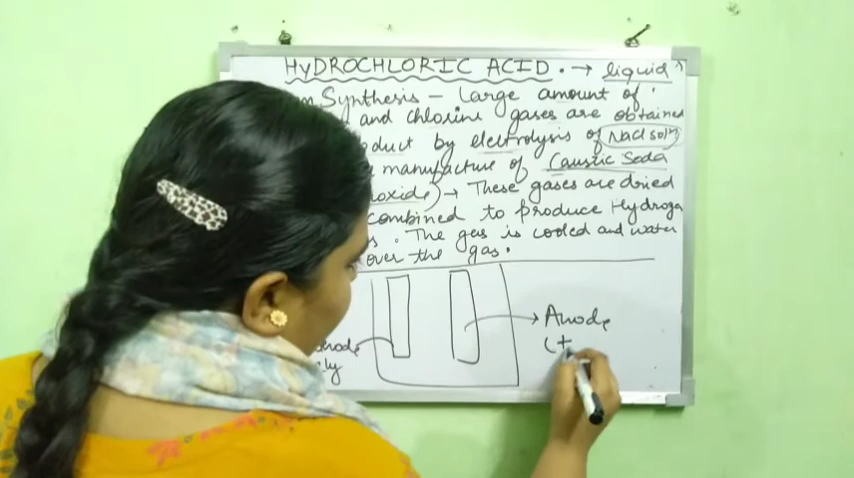 HyDROCHLORIC ACID. → liquid
Synthesis - Large amount of
and chlorine gases are obtained
by electrolysis of NaCl soln
manufacture of Caustic Soda
→ These gases are dried
combined to produce Hydroge
The gas is cooled and water
over the gas.
→ Anode
(+